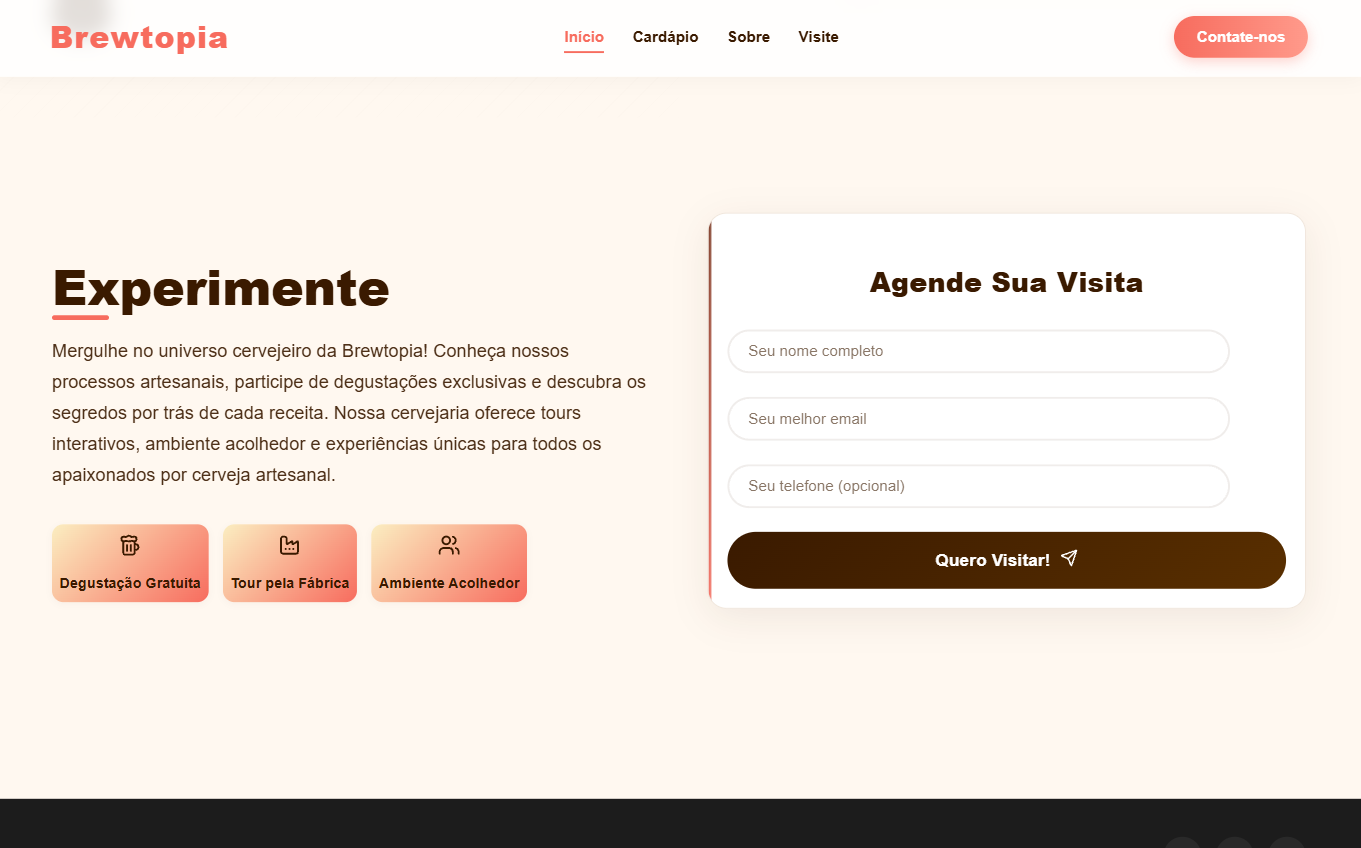 Brewtopia
Início
Cardápio
Sobre
Visite
Contate-nos
Experimente
Mergulhe no universo cervejeiro da Brewtopia! Conheça nossos
processos artesanais, participe de degustações exclusivas e descubra os
segredos por trás de cada receita. Nossa cervejaria oferece tours
interativos, ambiente acolhedor e experiências únicas para todos os
apaixonados por cerveja artesanal.
Degustação Gratuita
Tour pela Fábrica
Ambiente Acolhedor
Agende Sua Visita
Seu nome completo
Seu melhor email
Seu telefone (opcional)
Quero Visitar!